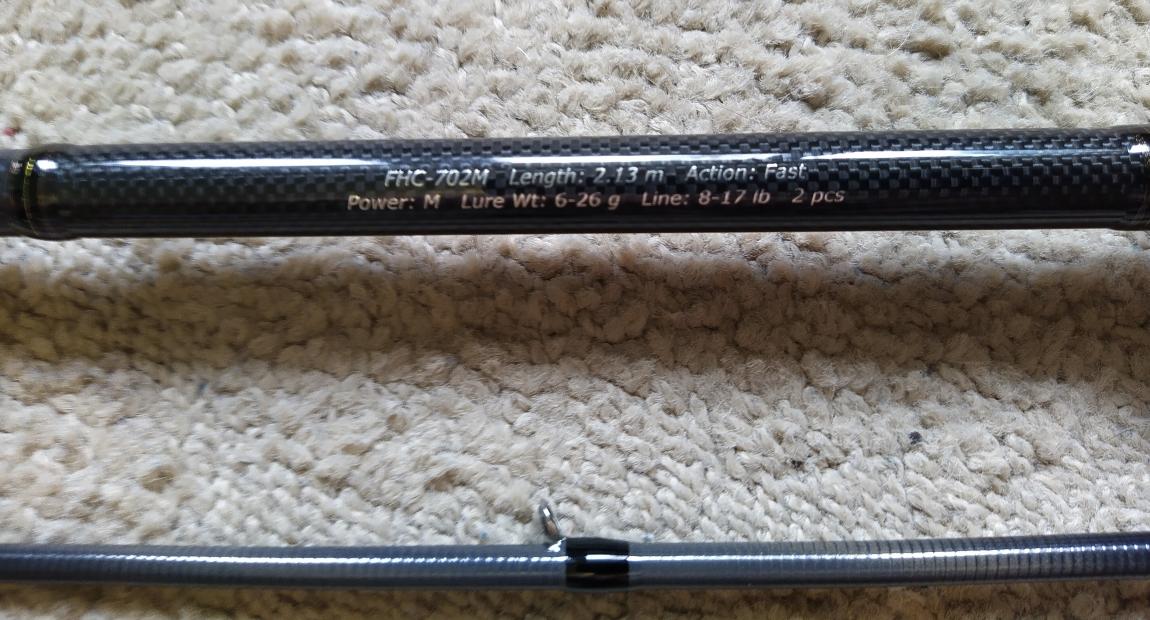 FHC-702M Length: 2.13 m Action: Fast
Power: M Lure Wt: 6-26 g Line: 8-17 lb 2 pcs